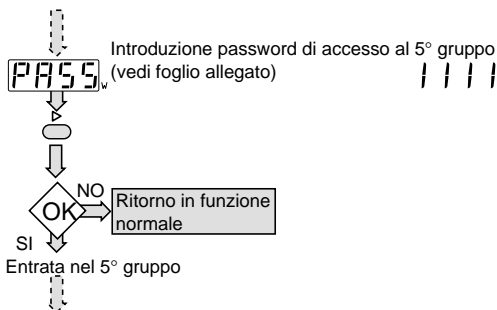 Introduzione password di accesso al 5° gruppo
PASS W (vedi foglio allegato) 1111
OK NO Ritorno in funzione
normale
SI
Entrata nel 5° gruppo